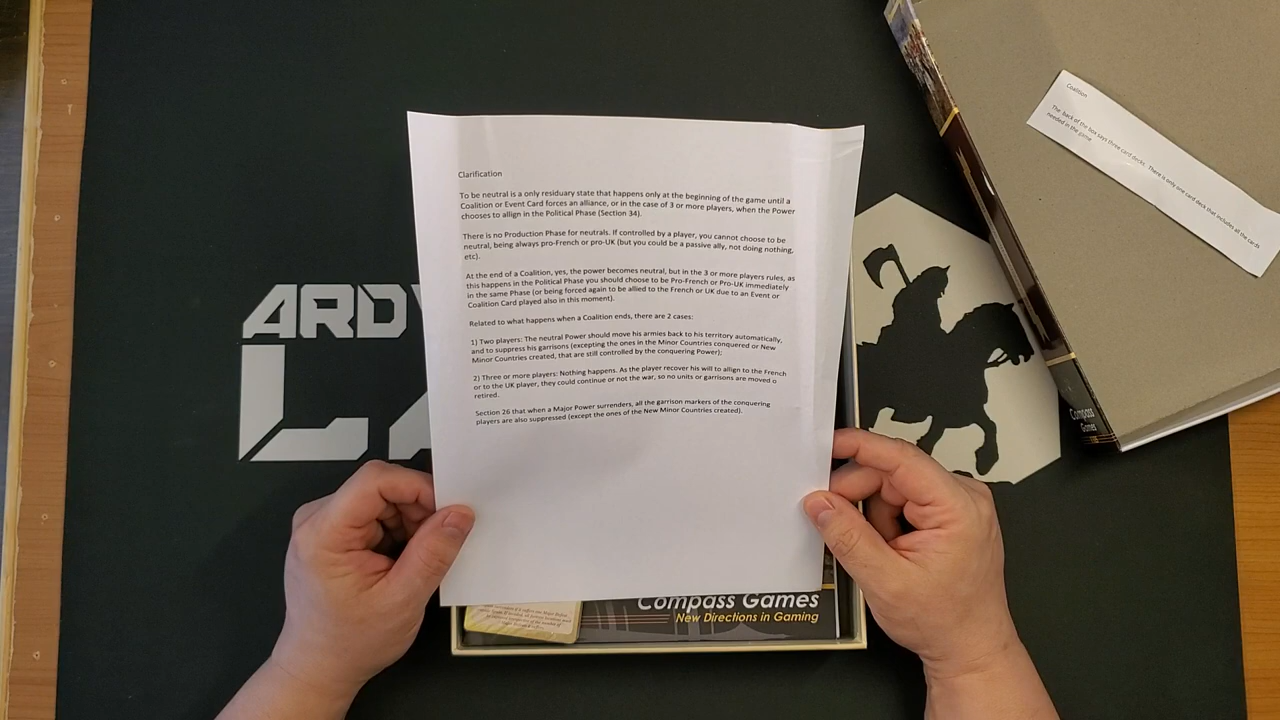 Clarification
To be neutral is a only residuary state that happens only at the beginning of the game until a
Coalition or Event Card forces an alliance, or in the case of 3 or more players, when the Power
chooses to allign in the Political Phase (Section 34).
There is no Production Phase for neutrals. If controlled by a player, you cannot choose to be
neutral, being always pro-French or pro-UK (but you could be a passive ally, not doing nothing,
etc).
At the end of a Coalition, yes, the power becomes neutral, but in the 3 or more players rules, as
this happens in the Political Phase you should choose to be Pro-French or Pro-UK immediately
in the same Phase (or being forced again to be allied to the French or UK due to an Event or
Coalition Card played also in this moment).
Related to what happens when a Coalition ends, there are 2 cases:
1) Two players: The neutral Power should move his armies back to his territory automatically,
and to suppress his garrisons (excepting the ones in the Minor Countries conquered or New
Minor Countries created, that are still controlled by the conquering Power);
2) Three or more players: Nothing happens. As the player recover his will to allign to the French
or to the UK player, they could continue or not the war, so no units or garrisons are moved o
retired.
Section 26 that when a Major Power surrenders, all the garrison markers of the conquering
players are also suppressed (except the ones of the New Minor Countries created).
Coalition
The back of the box says three card decks. There is only one card deck that includes all the cards
needed in the game
ARDW
Compass
Games
Compass Games
New Directions in Gaming